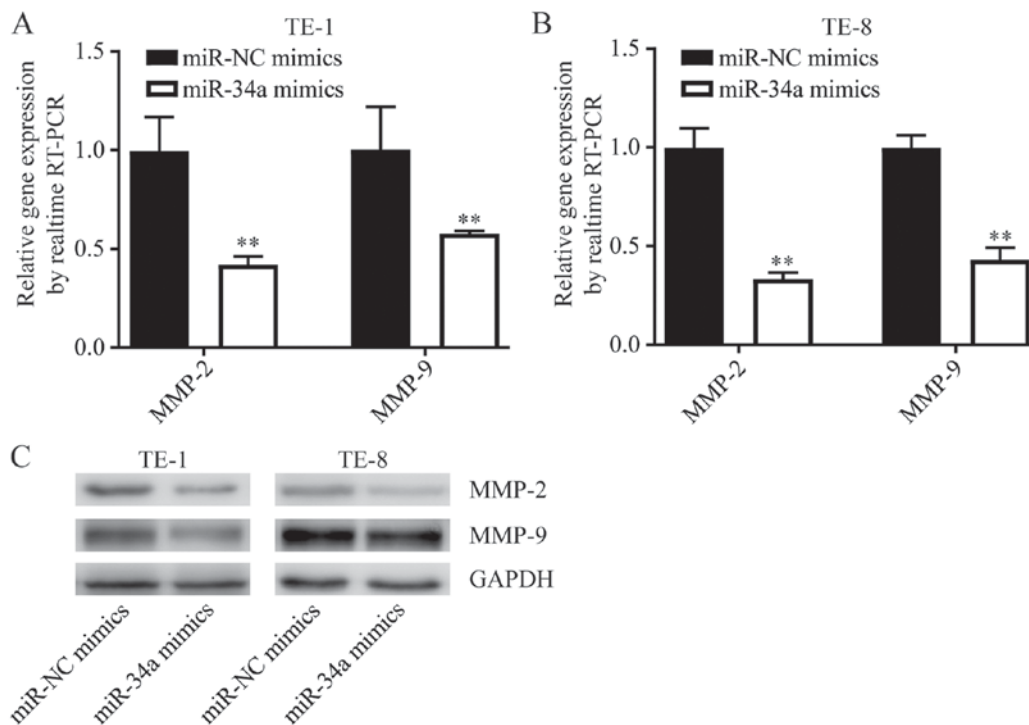 A
TE-1
Relative gene expression
by realtime RT-PCR
1.5
1.0
0.5
0.0
miR-NC mimics
miR-34a mimics
**
**
MMP-2
MMP-9
B
TE-8
Relative gene expression
by realtime RT-PCR
1.5
1.0
0.5
0.0
miR-NC mimics
miR-34a mimics
**
**
MMP-2
MMP-9
C
TE-1
TE-8
MMP-2
MMP-9
GAPDH
miR-NC mimics
miR-34a mimics
miR-NC mimics
miR-34a mimics